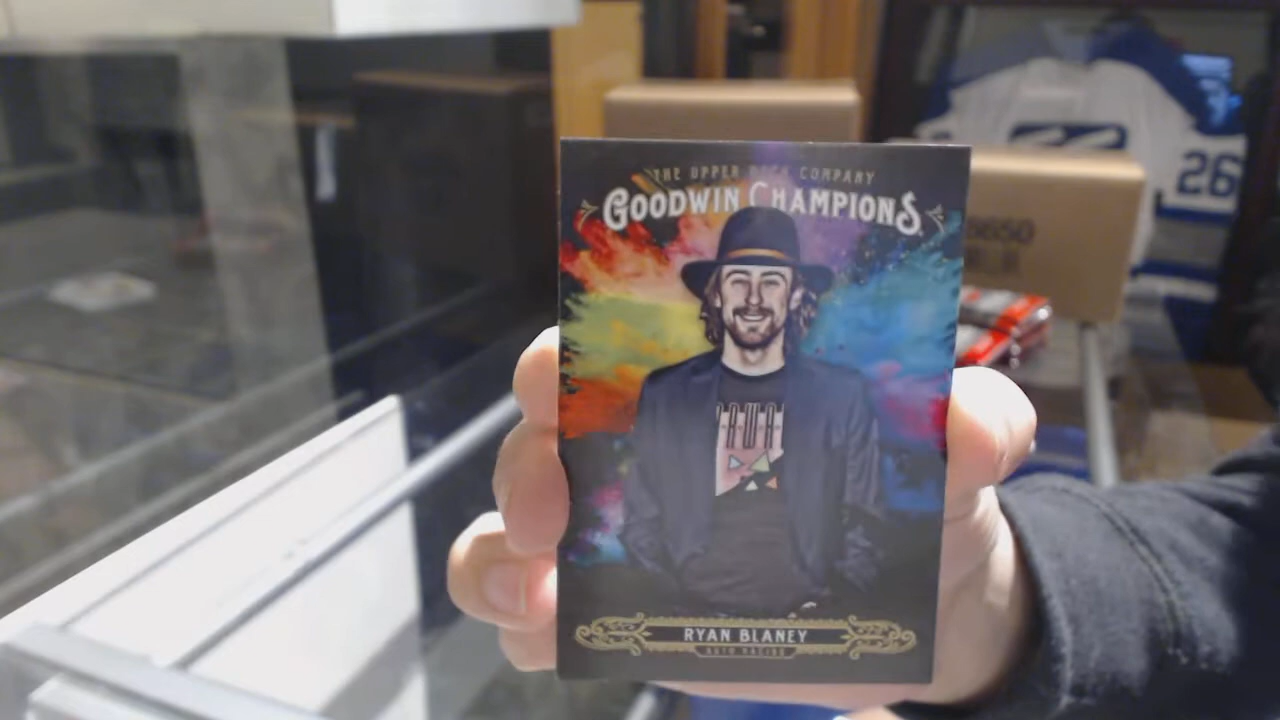 THE UPPER DECK COMPANY
GOODWIN CHAMPIONS
RYAN BLANEY
AUTO RACING
26